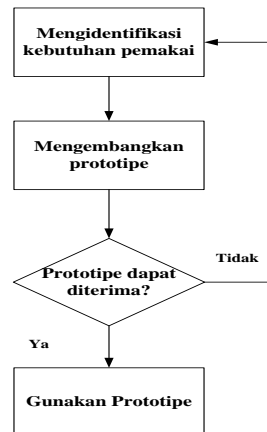 Mengidentifikasi
kebutuhan pemakai
Mengembangkan
prototipe
Prototipe dapat
diterima?
Tidak
Ya
Gunakan Prototipe